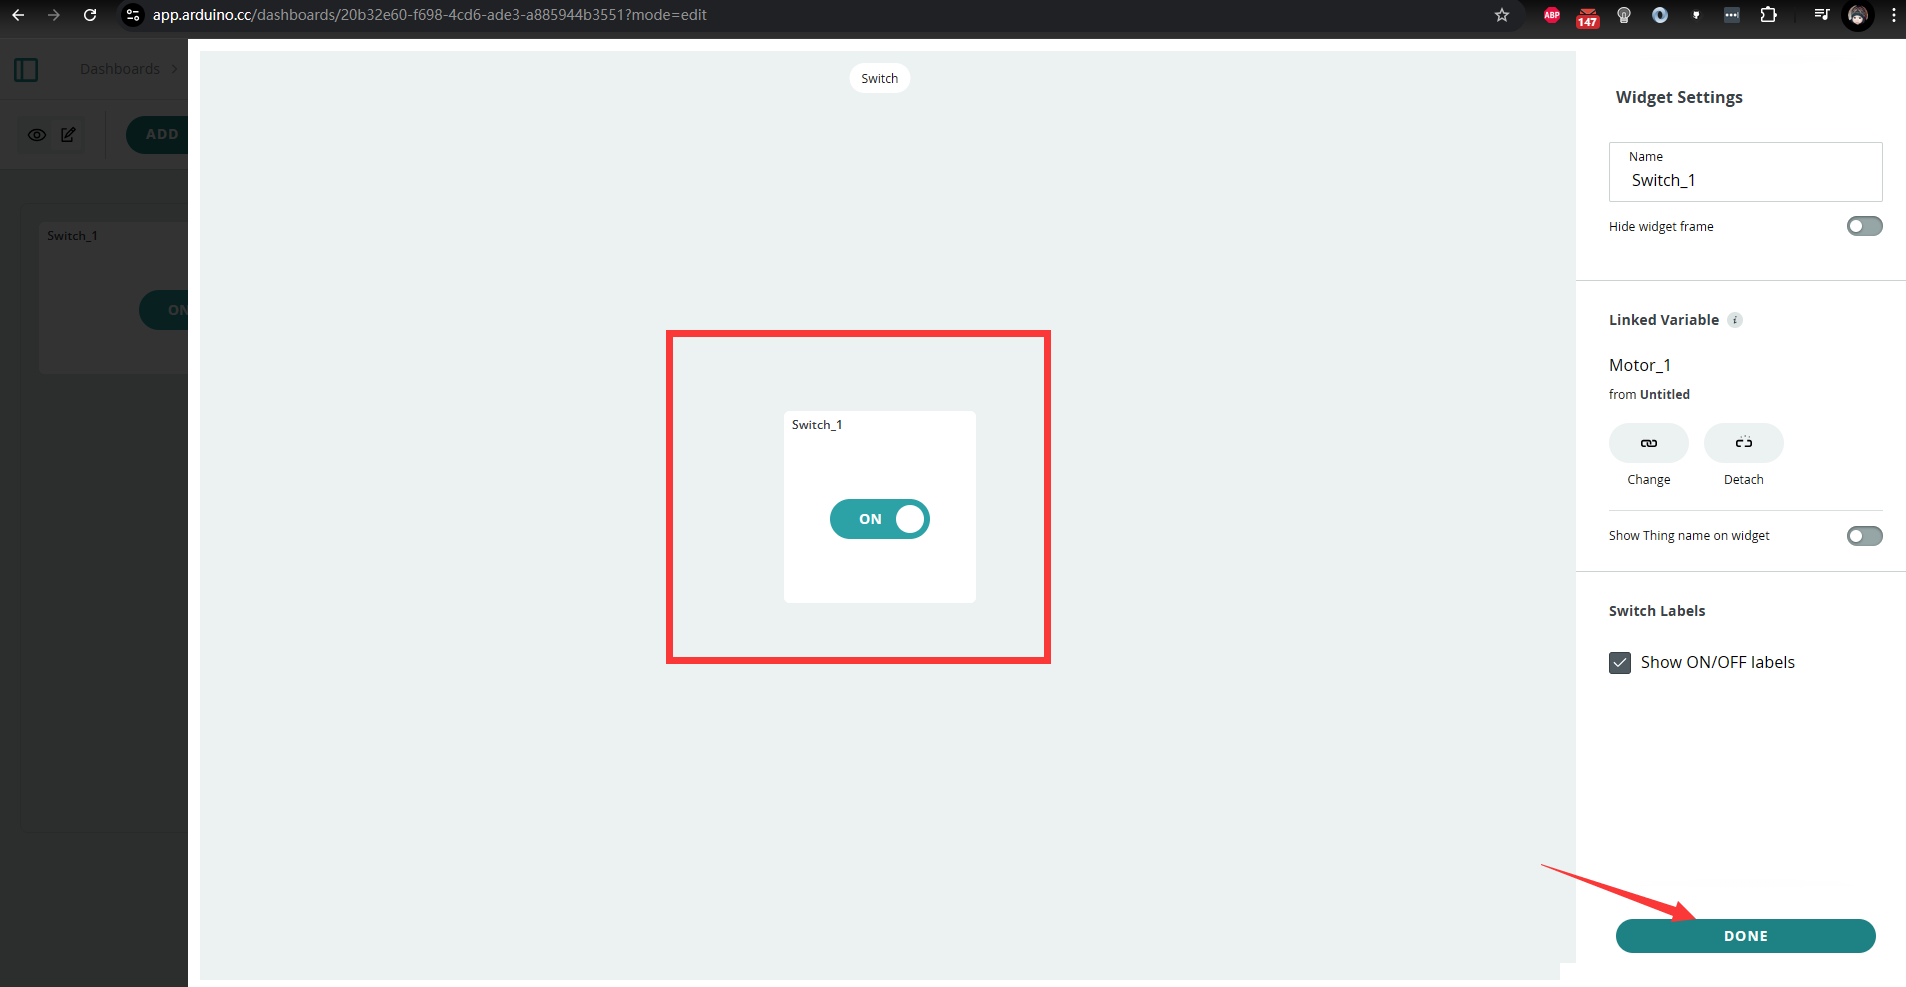 app.arduino.cc/dashboards/20b32e60-f698-4cd6-ade3-a885944b3551?mode=edit
ABP
147
Dashboards >
ADD
Switch_1
ON
Switch
Switch_1
ON
Widget Settings
Name
Switch_1
Hide widget frame
Linked Variable i
Motor_1
from Untitled
Change Detach
Show Thing name on widget
Switch Labels
Show ON/OFF labels
DONE